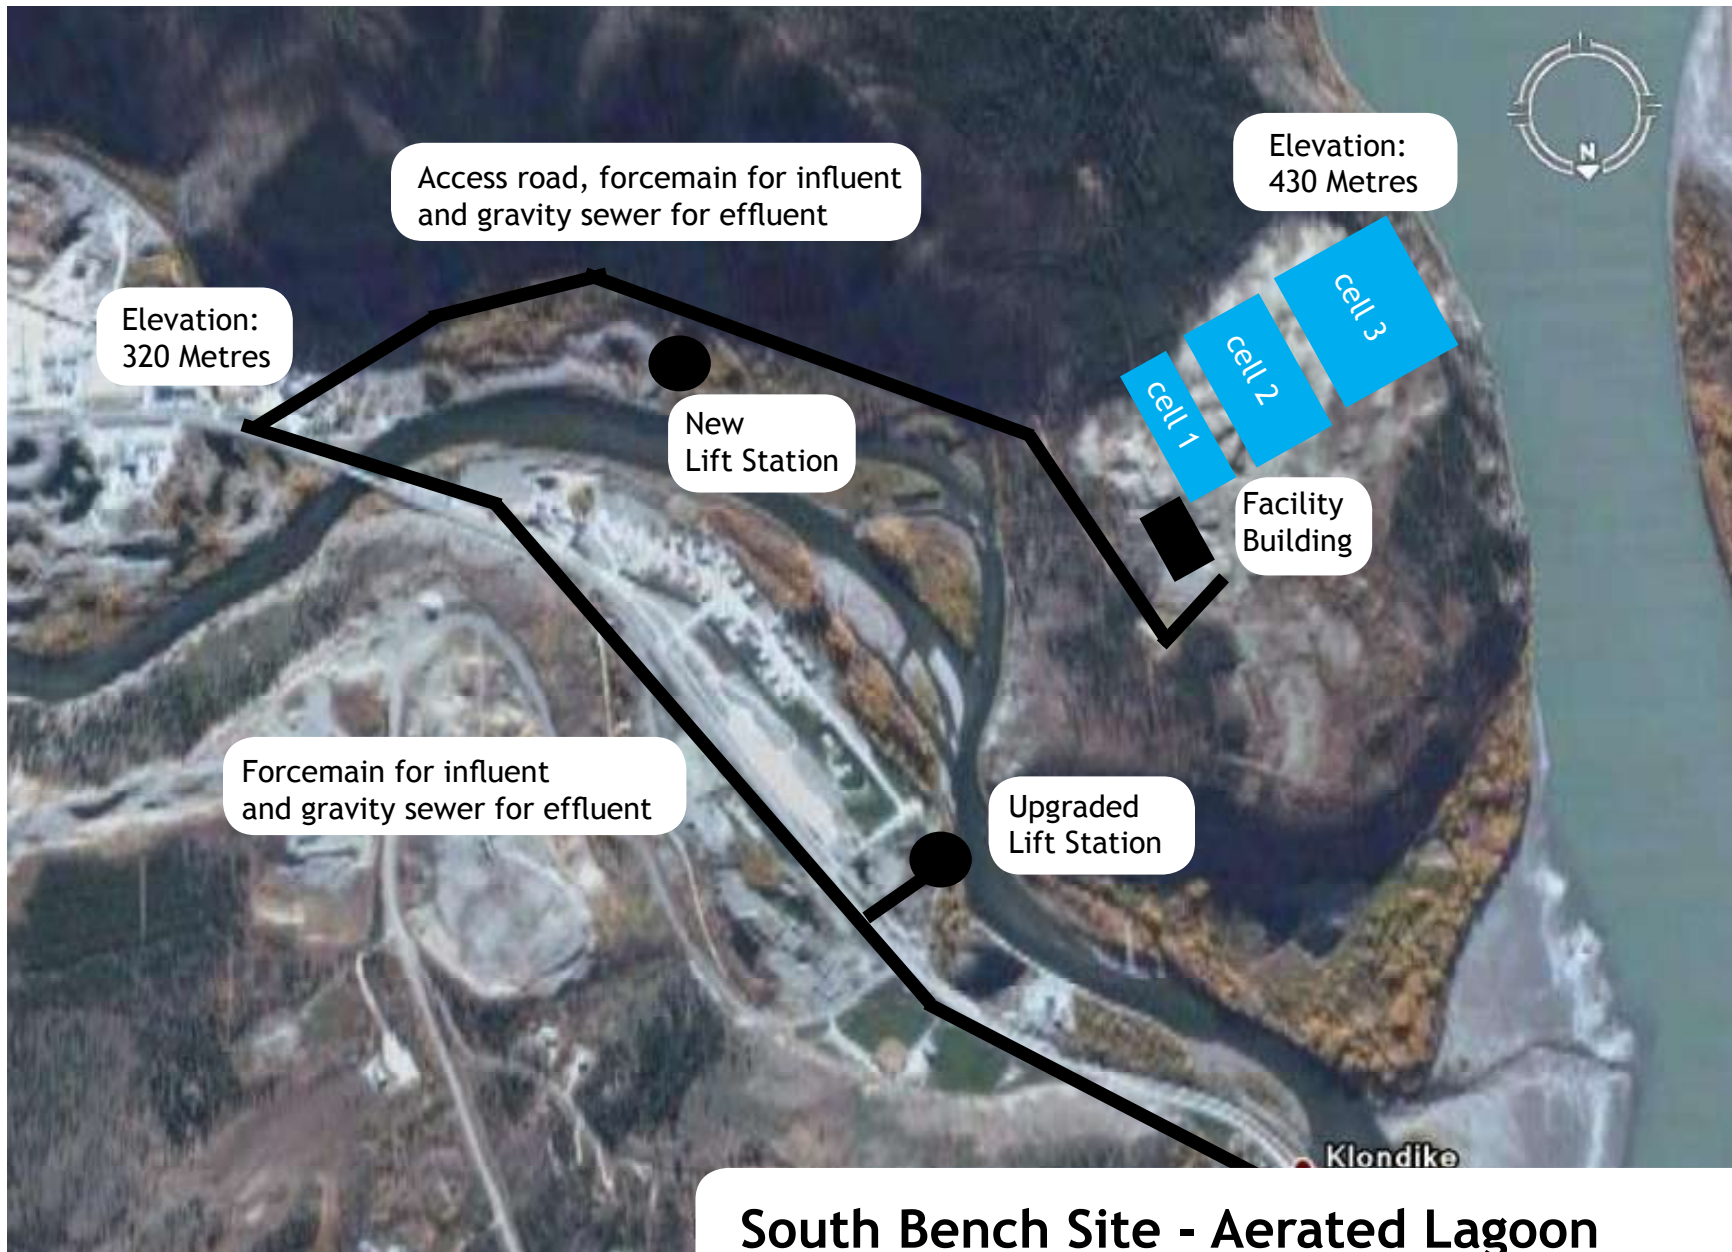 N
Elevation:
430 Metres
Access road, forcemain for influent
and gravity sewer for effluent
Elevation:
320 Metres
cell 3
cell 2
cell 1
New
Lift Station
Facility
Building
Forcemain for influent
and gravity sewer for effluent
Upgraded
Lift Station
Klondike
South Bench Site - Aerated Lagoon